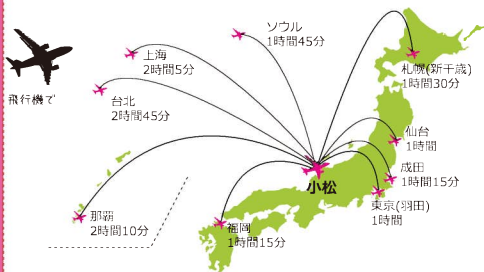 飛行機で
ソウル
1時間45分
上海
2時間5分
台北
2時間45分
札幌(新千歳)
1時間30分
仙台
1時間
成田
1時間15分
東京(羽田)
1時間
小松
福岡
1時間15分
那覇
2時間10分